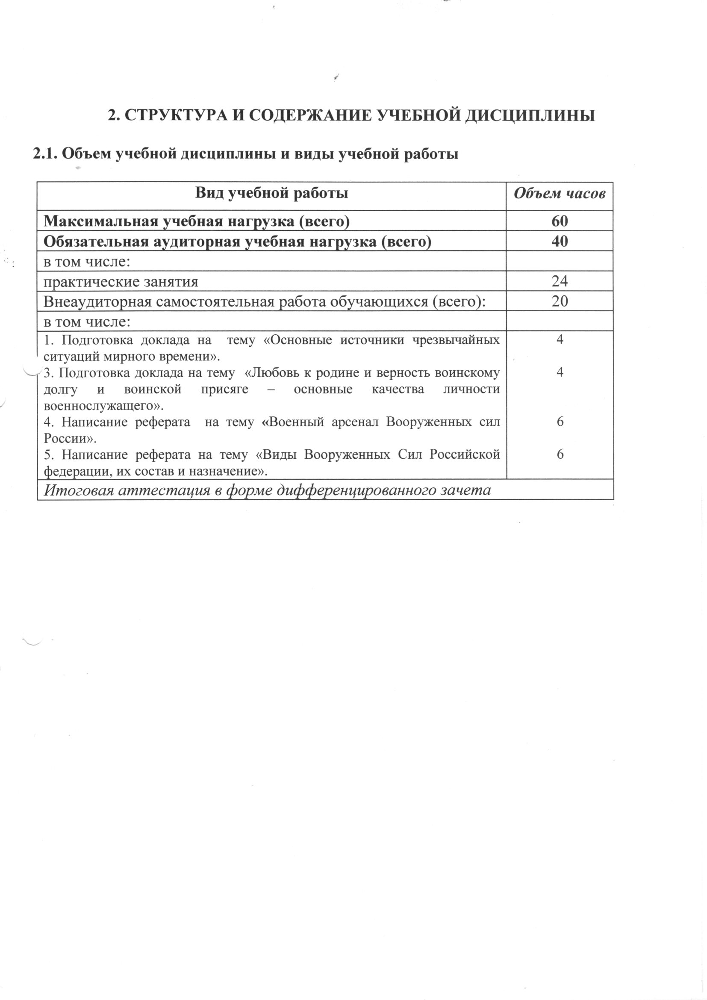 2. СТРУКТУРА И СОДЕРЖАНИЕ УЧЕБНОЙ ДИСЦИПЛИНЫ
2.1. Объем учебной дисциплины и виды учебной работы
Вид учебной работы Объем часов
Максимальная учебная нагрузка (всего) 60
Обязательная аудиторная учебная нагрузка (всего) 40
в том числе:
практические занятия 24
Внеаудиторная самостоятельная работа обучающихся (всего): 20
в том числе:
1. Подготовка доклада на тему «Основные источники чрезвычайных 4
ситуаций мирного времени».
3. Подготовка доклада на тему «Любовь к родине и верность воинскому 4
долгу и воинской присяге – основные качества личности
военнослужащего».
4. Написание реферата на тему «Военный арсенал Вооруженных сил 6
России».
5. Написание реферата на тему «Виды Вооруженных Сил Российской 6
федерации, их состав и назначение».
Итоговая аттестация в форме дифференцированного зачета